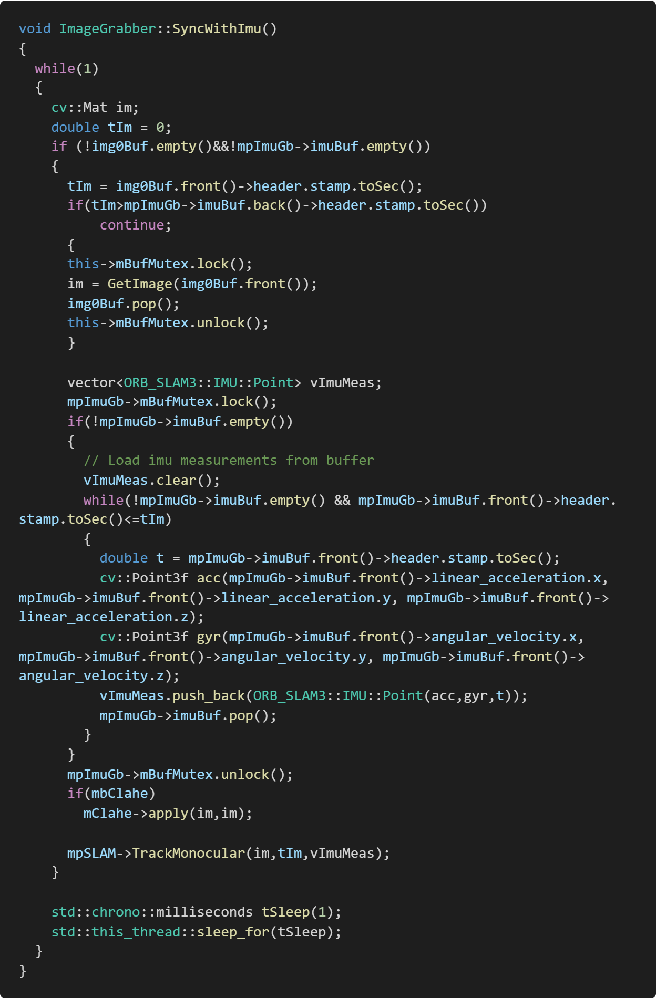 void ImageGrabber::SyncWithImu()
{
  while(1)
  {
    cv::Mat im;
    double tIm = 0;
    if (!img0Buf.empty()&&!mpImuGb->imuBuf.empty())
    {
      tIm = img0Buf.front()->header.stamp.toSec();
      if(tIm>mpImuGb->imuBuf.back()->header.stamp.toSec())
          continue;
      {
      this->mBufMutex.lock();
      im = GetImage(img0Buf.front());
      img0Buf.pop();
      this->mBufMutex.unlock();
      }

      vector<ORB_SLAM3::IMU::Point> vImuMeas;
      mpImuGb->mBufMutex.lock();
      if(!mpImuGb->imuBuf.empty())
      {
        // Load imu measurements from buffer
        vImuMeas.clear();
        while(!mpImuGb->imuBuf.empty() && mpImuGb->imuBuf.front()->header.
stamp.toSec()<=tIm)
        {
          double t = mpImuGb->imuBuf.front()->header.stamp.toSec();
          cv::Point3f acc(mpImuGb->imuBuf.front()->linear_acceleration.x,
mpImuGb->imuBuf.front()->linear_acceleration.y, mpImuGb->imuBuf.front()->
linear_acceleration.z);
          cv::Point3f gyr(mpImuGb->imuBuf.front()->angular_velocity.x,
mpImuGb->imuBuf.front()->angular_velocity.y, mpImuGb->imuBuf.front()->
angular_velocity.z);
          vImuMeas.push_back(ORB_SLAM3::IMU::Point(acc,gyr,t));
          mpImuGb->imuBuf.pop();
        }
      }
      mpImuGb->mBufMutex.unlock();
      if(mbClahe)
        mClahe->apply(im,im);

      mpSLAM->TrackMonocular(im,tIm,vImuMeas);
    }

    std::chrono::milliseconds tSleep(1);
    std::this_thread::sleep_for(tSleep);
  }
}